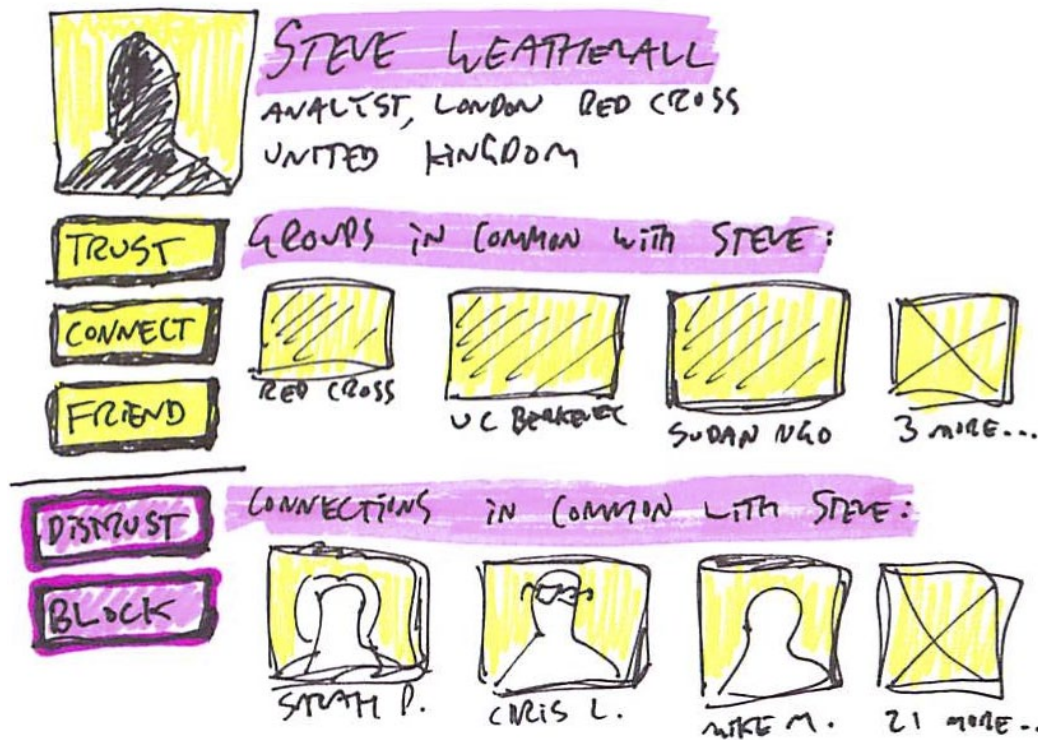 STEVE WEATHERALL
ANALYST, LONDON RED CROSS
UNITED KINGDOM
TRUST
CONNECT
FRIEND
DISTRUST
BLOCK
GROUPS IN COMMON WITH STEVE:
RED CROSS
UC BERKELEY
SUDAN NGO
3 MORE...
CONNECTIONS IN COMMON WITH STEVE:
SARAH P.
CHRIS L.
MIKE M.
21 MORE...